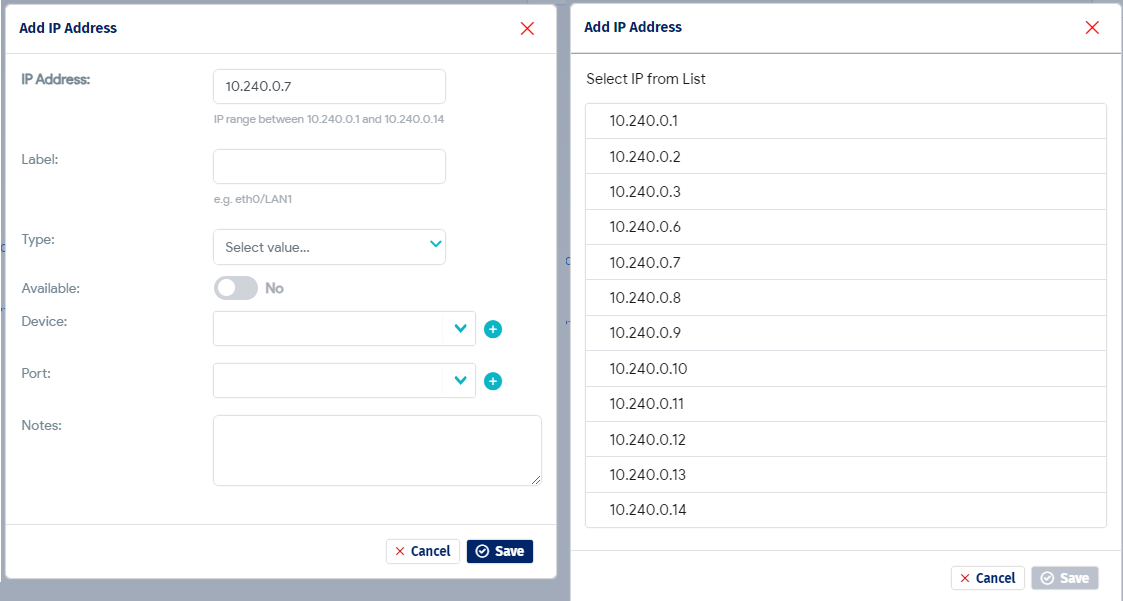 Add IP Address
IP Address:
10.240.0.7
IP range between 10.240.0.1 and 10.240.0.14
Label:
e.g. eth0/LAN1
Type:
Select value...
Available:
No
Device:
Port:
Notes:
Cancel
Save
Add IP Address
Select IP from List
10.240.0.1
10.240.0.2
10.240.0.3
10.240.0.6
10.240.0.7
10.240.0.8
10.240.0.9
10.240.0.10
10.240.0.11
10.240.0.12
10.240.0.13
10.240.0.14
Cancel
Save